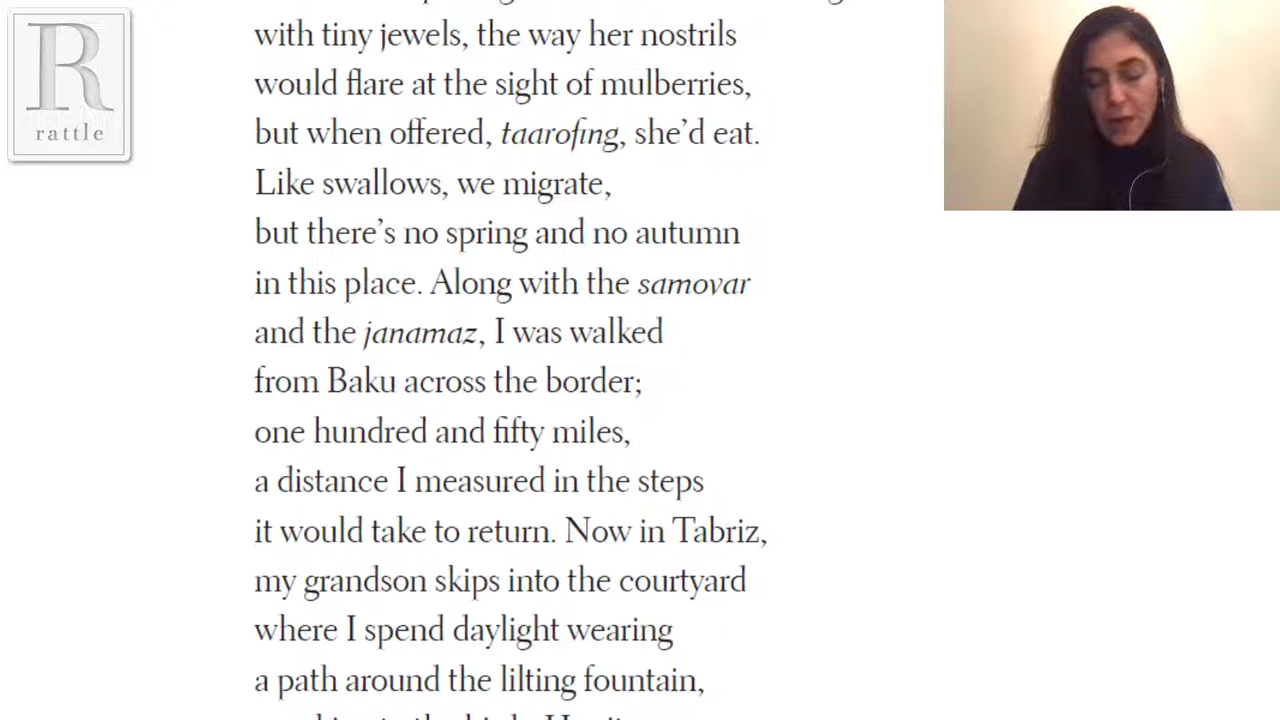 R
rattle
with tiny jewels, the way her nostrils
would flare at the sight of mulberries,
but when offered, taarofing, she’d eat.
Like swallows, we migrate,
but there’s no spring and no autumn
in this place. Along with the samovar
and the janamaz, I was walked
from Baku across the border;
one hundred and fifty miles,
a distance I measured in the steps
it would take to return. Now in Tabriz,
my grandson skips into the courtyard
where I spend daylight wearing
a path around the lilting fountain,